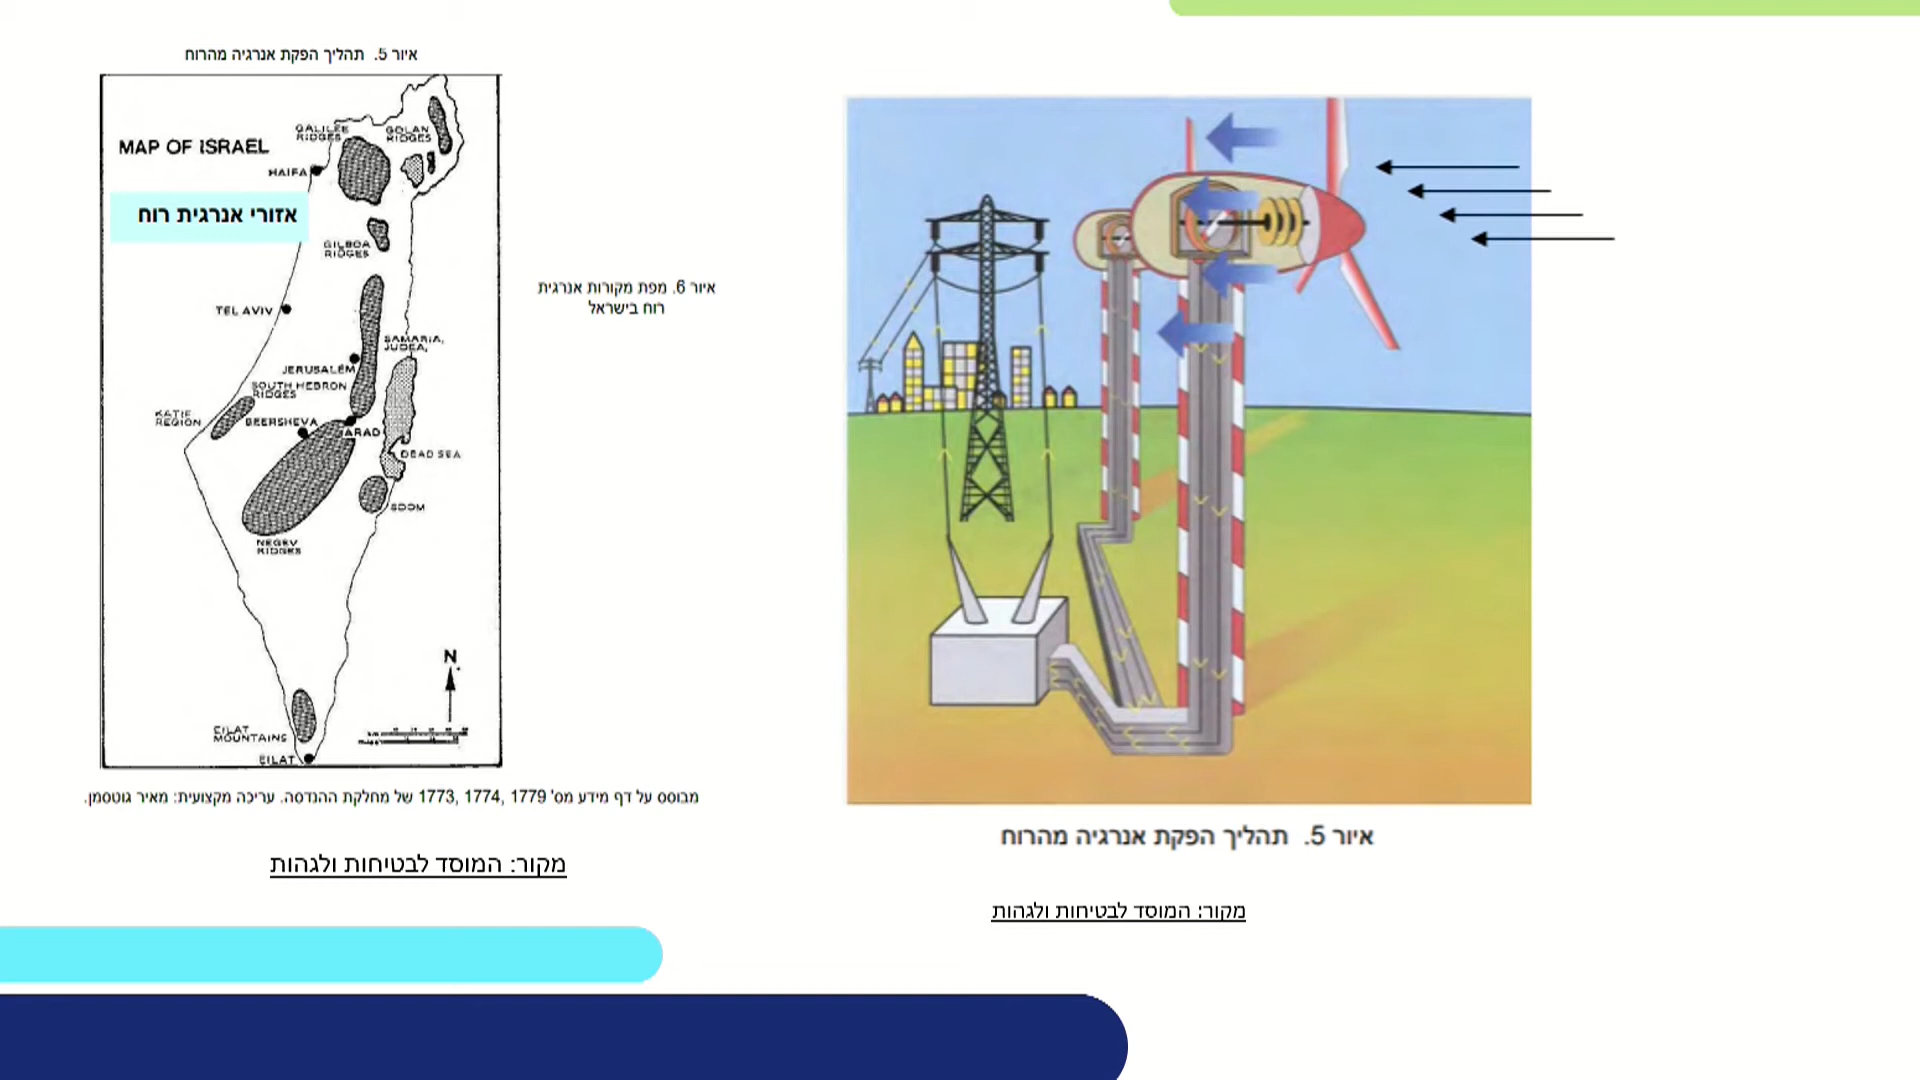 איור 5. תהליך הפקת אנרגיה מהרוח
MAP OF ISRAEL
GALILEE
RIDGES
GOLAN
RIDGES
HAIFA
אזורי אנרגית רוח
GILBOA
RIDGES
TEL AVIV
SAMARIA,
JUDEA,
JERUSALEM
SOUTH HEBRON
RIDGES
KATIF
REGION
BEERSHEVA
ARAD
DEAD SEA
SDOM
NEGEV
RIDGES
N
EILAT
MOUNTAINS
EILAT
איור 6. מפת מקורות אנרגית
רוח בישראל
מבוסס על דף מידע מס' 1779 ,1774 ,1773 של מחלקת ההנדסה. עריכה מקצועית: מאיר גוטסמן.
מקור: המוסד לבטיחות ולגהות
איור 5. תהליך הפקת אנרגיה מהרוח
מקור: המוסד לבטיחות ולגהות